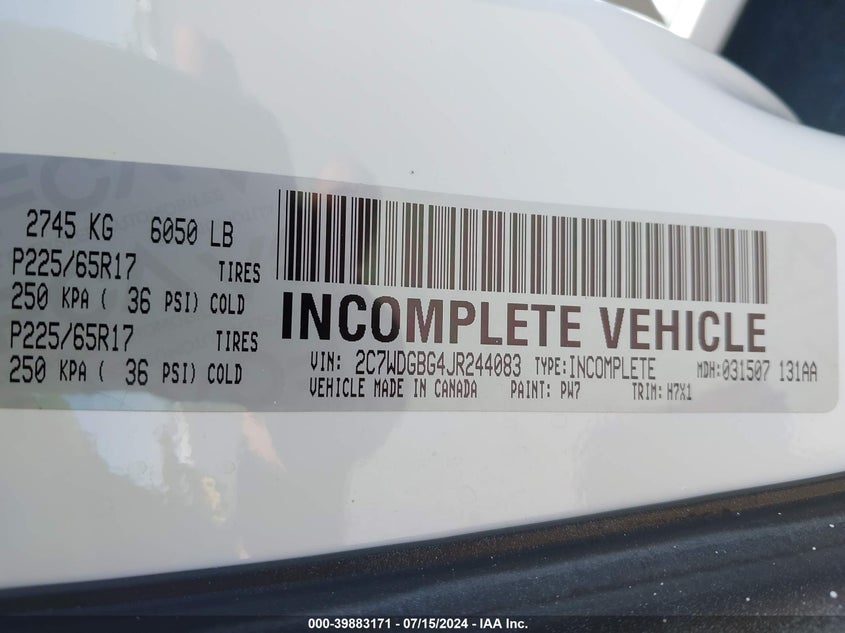 2745 KG 6050 LB
P225/65R17 TIRES
250 KPA ( 36 PSI) COLD
P225/65R17 TIRES
250 KPA ( 36 PSI) COLD
INCOMPLETE VEHICLE
VIN: 2C7WDGBG4JR244083 TYPE:INCOMPLETE MDH:031507 131AA
VEHICLE MADE IN CANADA PAINT: PW7 TRIM: H7X1
000-39883171 / 07/15/2024 - IAA Inc.